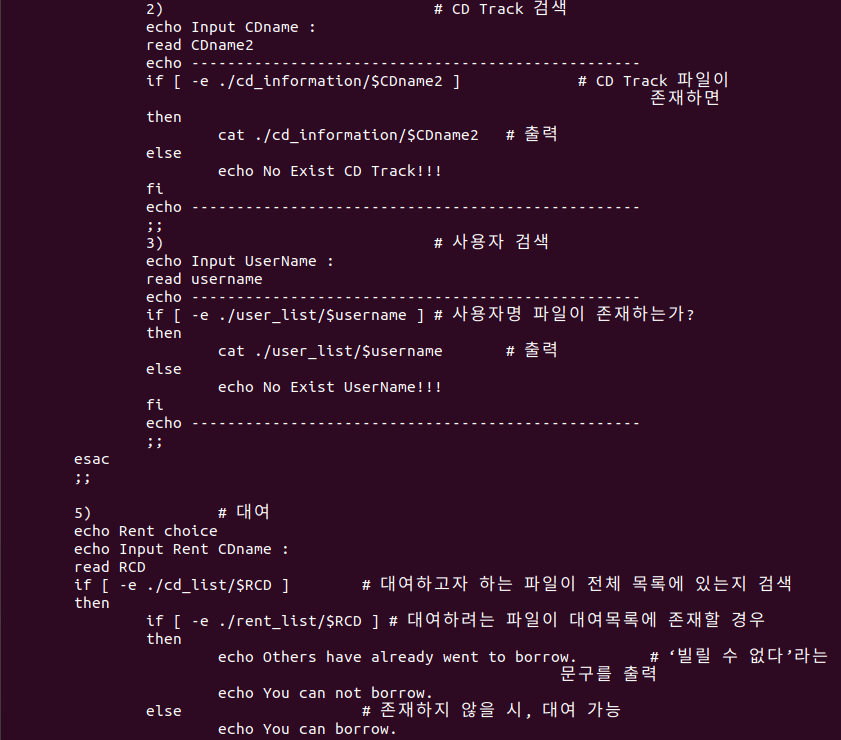 2) # CD Track 검색
echo Input CDname :
read CDname2
echo --------------------------------------------------
if [ -e ./cd_information/$CDname2 ] # CD Track 파일이
존재하면
then
cat ./cd_information/$CDname2 # 출력
else
echo No Exist CD Track!!!
fi
echo --------------------------------------------------
;;
3) # 사용자 검색
echo Input UserName :
read username
echo --------------------------------------------------
if [ -e ./user_list/$username ] # 사용자명 파일이 존재하는가?
then
cat ./user_list/$username # 출력
else
echo No Exist UserName!!!
fi
echo --------------------------------------------------
;;
esac
;;
5) # 대여
echo Rent choice
echo Input Rent CDname :
read RCD
if [ -e ./cd_list/$RCD ] # 대여하고자 하는 파일이 전체 목록에 있는지 검색
then
if [ -e ./rent_list/$RCD ] # 대여하려는 파일이 대여목록에 존재할 경우
then
echo Others have already went to borrow. # ‘빌릴 수 없다’라는
문구를 출력
echo You can not borrow.
else # 존재하지 않을 시, 대여 가능
echo You can borrow.